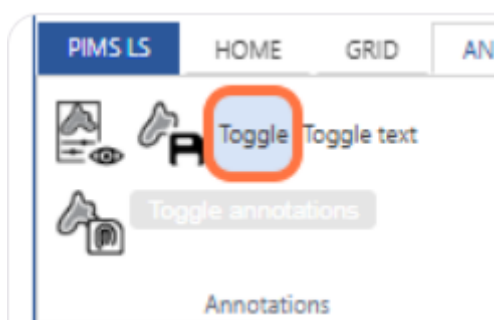 PIMS LS HOME GRID AN
Toggle Toggle text
Toggle annotations
Annotations